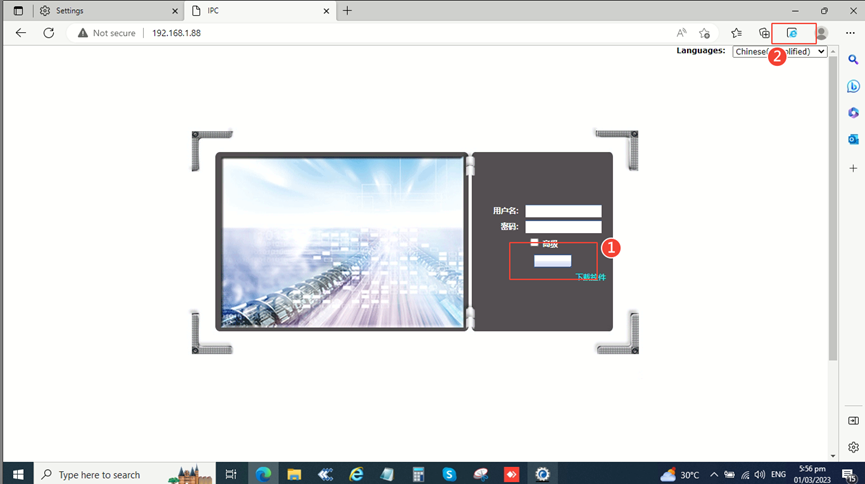 Settings
IPC
Not secure
192.168.1.88
Languages:
Chinese(
plified)
2
用户名:
密码:
高级
1
下载控件
Type here to search
30°C
ENG
5:56 pm
01/03/2023
15